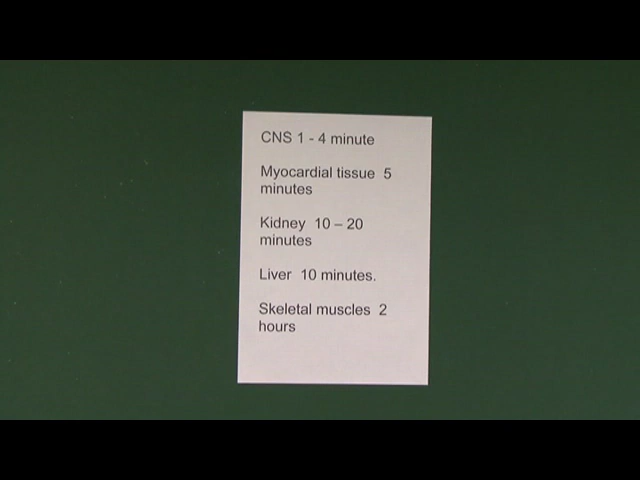 CNS 1 - 4 minute
Myocardial tissue 5
minutes
Kidney 10 – 20
minutes
Liver 10 minutes.
Skeletal muscles 2
hours